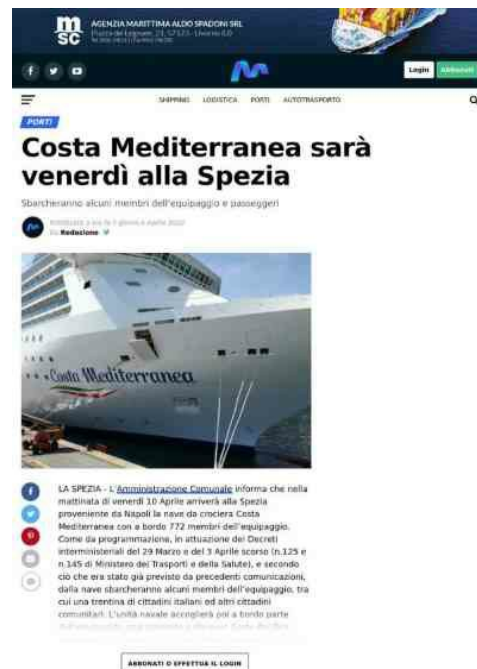 msc
AGENZIA MARITTIMA ALDO SPADONI SRL
Login
Abbonati
SHIPPING LOGISTICA PORTI AUTOTRASPORTO
PORTI
Costa Mediterranea sarà
venerdì alla Spezia
Sbarcheranno alcuni membri dell'equipaggio e passeggeri
Redazione
Costa Mediterranea
LA SPEZIA - L'Amministrazione Comunale informa che nella
mattinata di venerdì 10 Aprile arriverà alla Spezia
proveniente da Napoli la nave da crociera Costa
Mediterranea con a bordo 772 membri dell'equipaggio.
Come da programmazione, in attuazione dei Decreti
interministeriali del 29 Marzo e del 3 Aprile scorso (n.125 e
n.145 di Ministero dei Trasporti e della Salute), e secondo
ciò che era stato già previsto da precedenti comunicazioni,
dalla nave sbarcheranno alcuni membri dell'equipaggio, tra
cui una trentina di cittadini italiani ed altri cittadini
comunitari. L'unità navale accoglierà poi a bordo parte
ABBONATI O EFFETTUA IL LOGIN